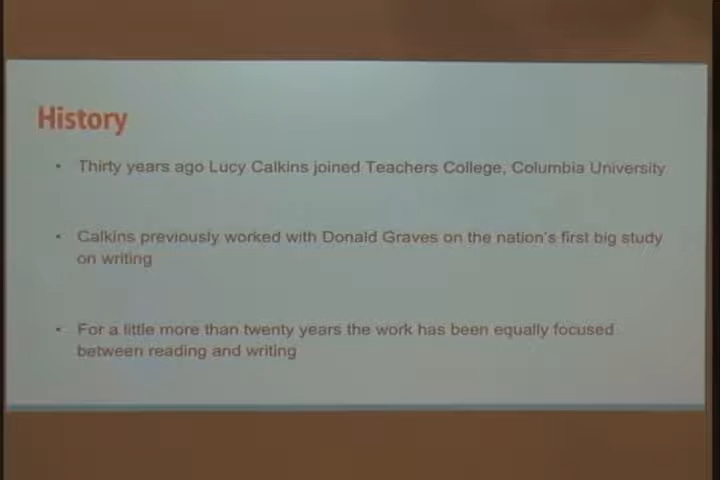 History
• Thirty years ago Lucy Calkins joined Teachers College, Columbia University
• Calkins previously worked with Donald Graves on the nation's first big study
on writing
• For a little more than twenty years the work has been equally focused
between reading and writing